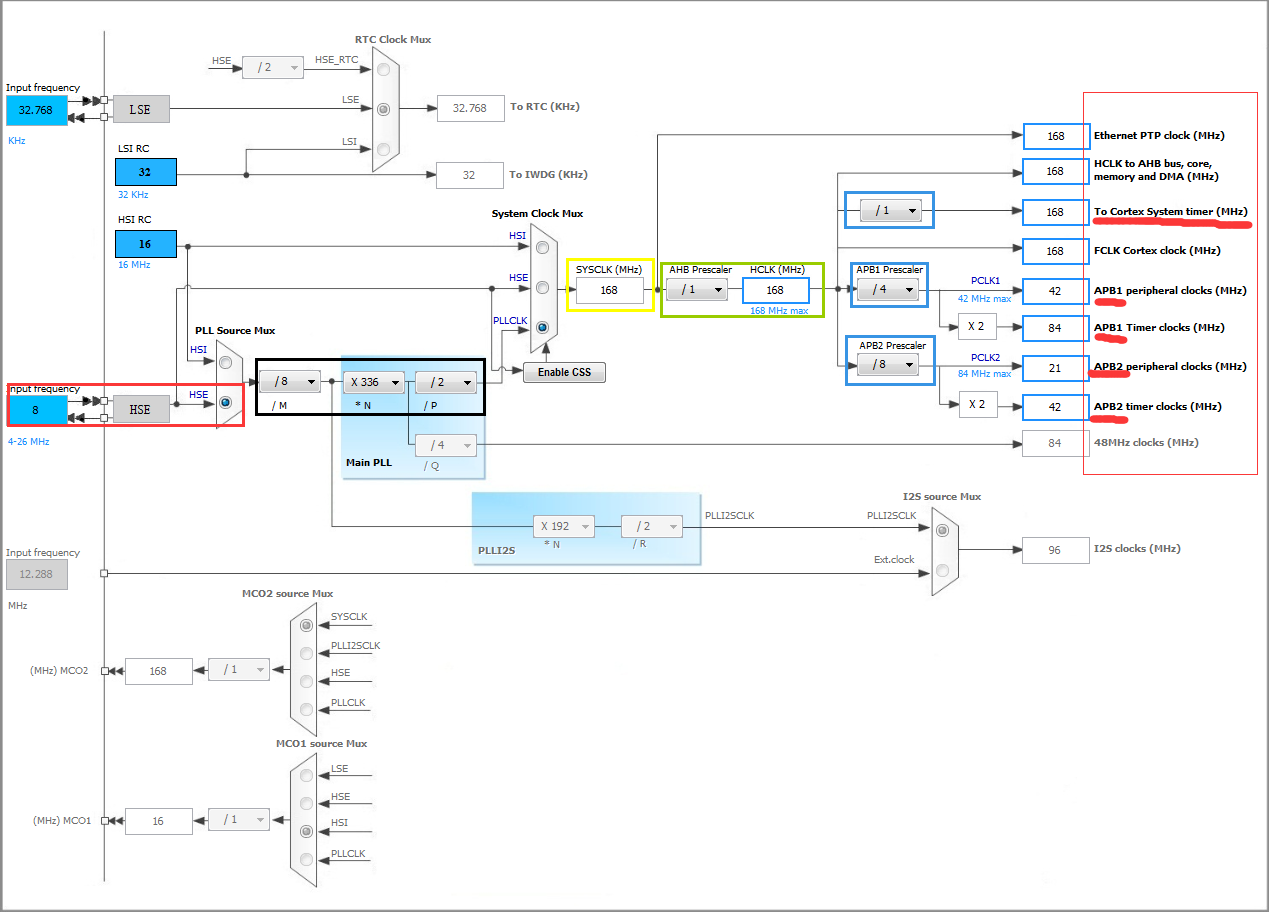 RTC Clock Mux
HSE
/ 2
HSE_RTC
Input frequency
32.768
LSE
LSE
32.768
To RTC (KHz)
KHz
LSI RC
LSI
32
32
To IWDG (KHz)
32 KHz
HSI RC
16
16 MHz
System Clock Mux
HSI
HSE
PLLCLK
Enable CSS
SYSCLK (MHz)
168
AHB Prescaler
/ 1
HCLK (MHz)
168
168 MHz max
168
Ethernet PTP clock (MHz)
168
HCLK to AHB bus, core,
memory and DMA (MHz)
/ 1
168
To Cortex System timer (MHz)
168
FCLK Cortex clock (MHz)
APB1 Prescaler
/ 4
PCLK1
42 MHz max
42
APB1 peripheral clocks (MHz)
X 2
84
APB1 Timer clocks (MHz)
APB2 Prescaler
/ 8
PCLK2
84 MHz max
21
APB2 peripheral clocks (MHz)
X 2
42
APB2 timer clocks (MHz)
84
48MHz clocks (MHz)
PLL Source Mux
HSI
HSE
Input frequency
8
HSE
4-26 MHz
/ 8
/ M
X 336
* N
/ 2
/ P
/ 4
/ Q
Main PLL
X 192
* N
/ 2
/ R
PLLI2S
PLLI2SCLK
I2S source Mux
PLLI2SCLK
Ext.clock
96
I2S clocks (MHz)
Input frequency
12.288
MHz
MCO2 source Mux
SYSCLK
PLLI2SCLK
HSE
PLLCLK
(MHz) MCO2
168
/ 1
MCO1 source Mux
LSE
HSE
HSI
PLLCLK
(MHz) MCO1
16
/ 1